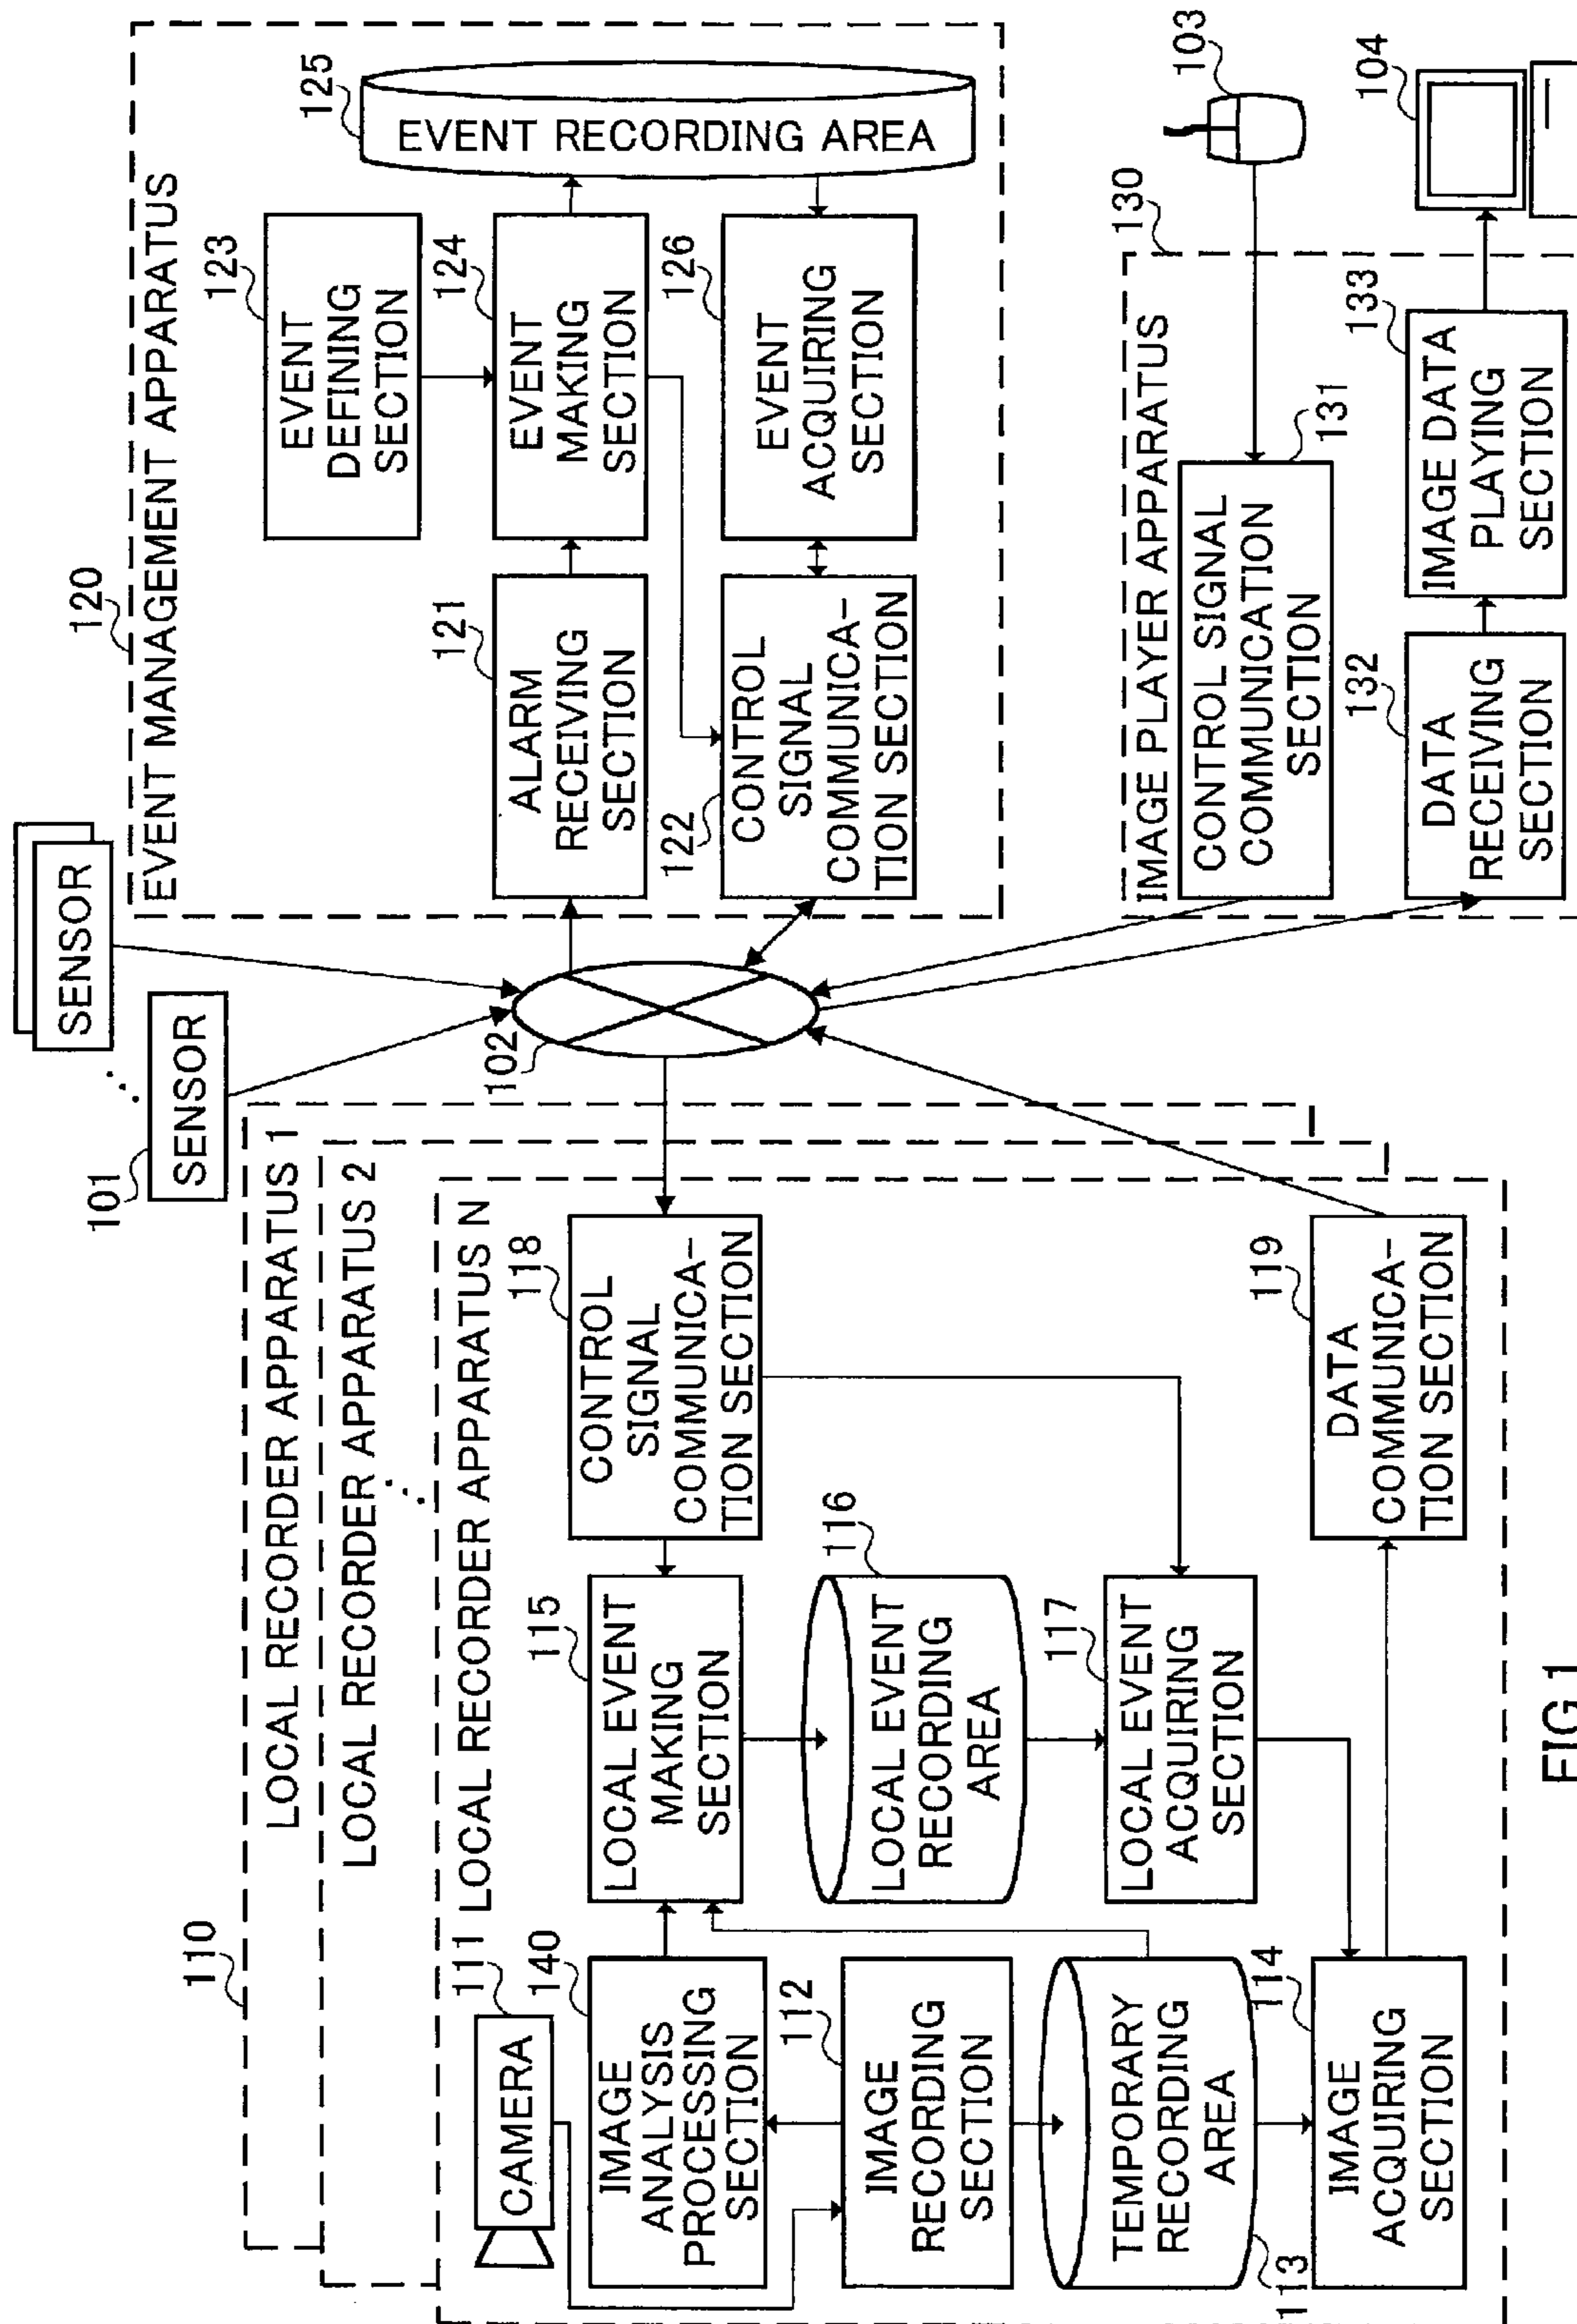 110
LOCAL RECORDER APPARATUS 1
LOCAL RECORDER APPARATUS 2
LOCAL RECORDER APPARATUS N
111
CAMERA
140
IMAGE
ANALYSIS
PROCESSING
SECTION
112
IMAGE
RECORDING
SECTION
113
TEMPORARY
RECORDING
AREA
114
IMAGE
ACQUIRING
SECTION
115
LOCAL EVENT
MAKING
SECTION
116
LOCAL EVENT
RECORDING
AREA
117
LOCAL EVENT
ACQUIRING
SECTION
118
CONTROL
SIGNAL
COMMUNICA-
TION SECTION
119
DATA
COMMUNICA-
TION SECTION
101
SENSOR
SENSOR
102
120
EVENT MANAGEMENT APPARATUS
121
ALARM
RECEIVING
SECTION
122
CONTROL
SIGNAL
COMMUNICA-
TION SECTION
123
EVENT
DEFINING
SECTION
124
EVENT
MAKING
SECTION
125
EVENT RECORDING AREA
126
EVENT
ACQUIRING
SECTION
130
IMAGE PLAYER APPARATUS
131
CONTROL SIGNAL
COMMUNICATION
SECTION
132
DATA
RECEIVING
SECTION
133
IMAGE DATA
PLAYING
SECTION
103
104
FIG.1